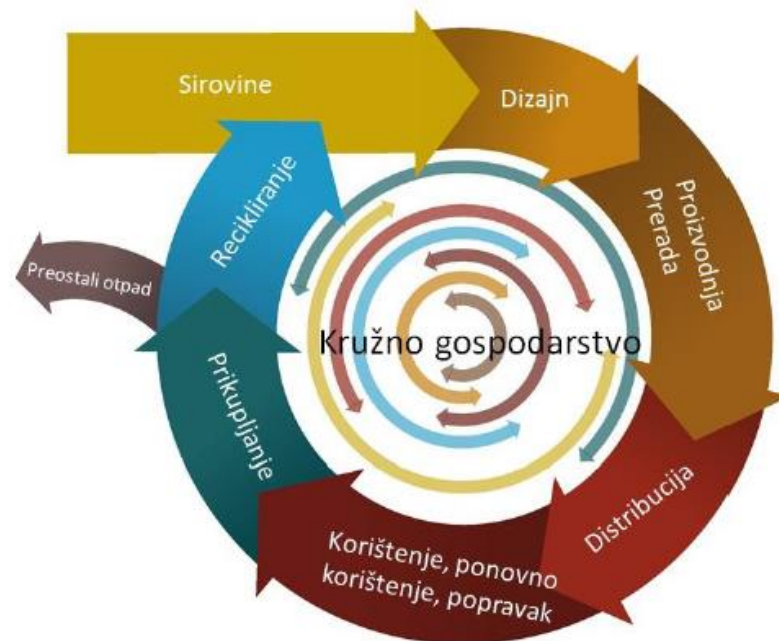 Sirovine
Dizajn
Proizvodnja
Prerada
Distribucija
Korištenje, ponovno
korištenje, popravak
Prikupljanje
Recikliranje
Preostali otpad
Kružno gospodarstvo